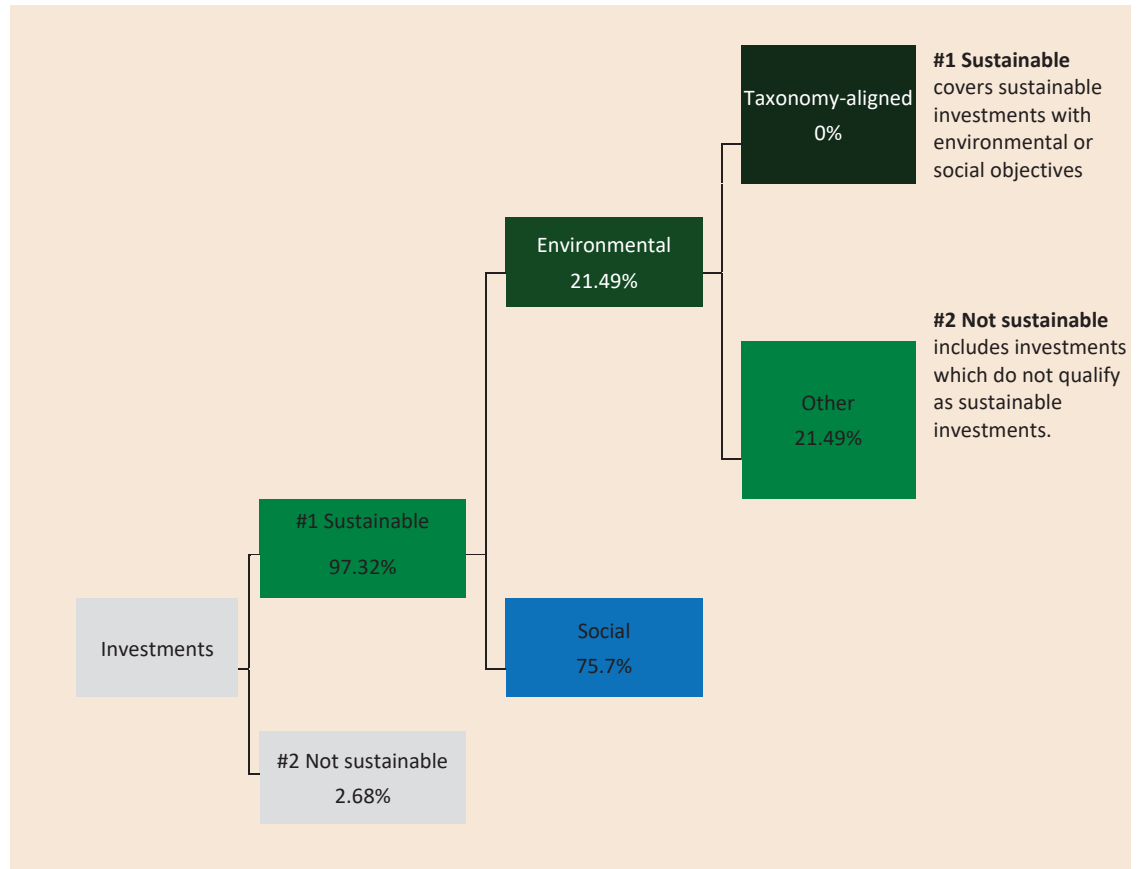 Taxonomy-aligned
0%
#1 Sustainable
covers sustainable
investments with
environmental or
social objectives
Environmental
21.49%
#2 Not sustainable
includes investments
which do not qualify
as sustainable
investments.
Other
21.49%
#1 Sustainable
97.32%
Investments
Social
75.7%
#2 Not sustainable
2.68%